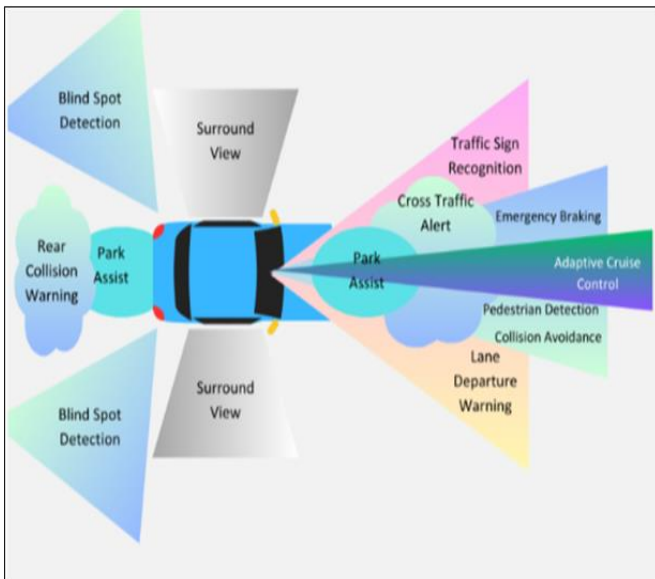 Blind Spot
Detection
Surround
View
Traffic Sign
Recognition
Cross Traffic
Alert
Emergency Braking
Rear
Collision
Warning
Park
Assist
Park
Assist
Adaptive Cruise
Control
Pedestrian Detection
Collision Avoidance
Lane
Departure
Warning
Surround
View
Blind Spot
Detection